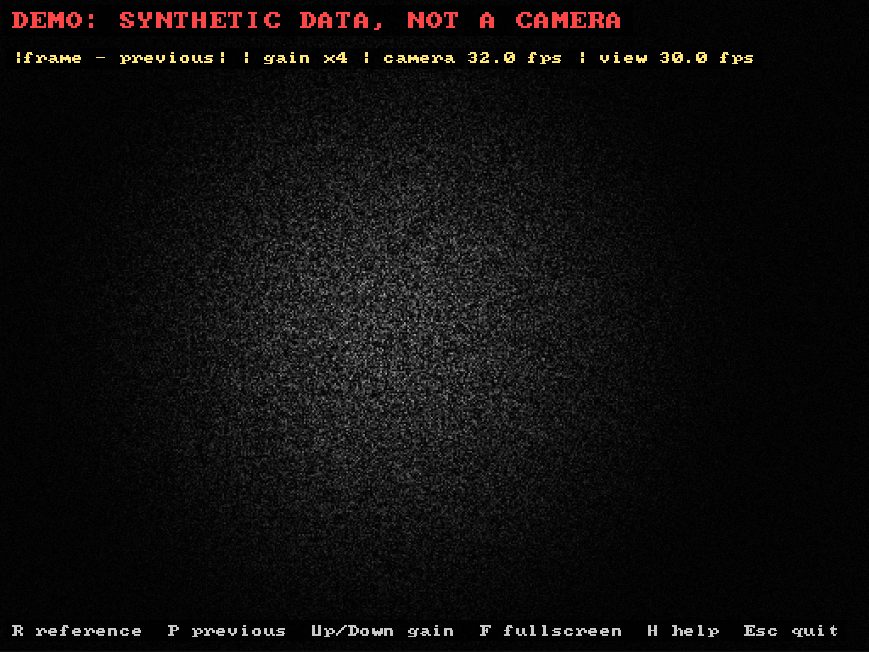 DEMO: SYNTHETIC DATA, NOT A CAMERA
|frame - previous| | gain x4 | camera 32.0 fps | view 30.0 fps
R reference  P previous  Up/Down gain  F fullscreen  H help  Esc quit